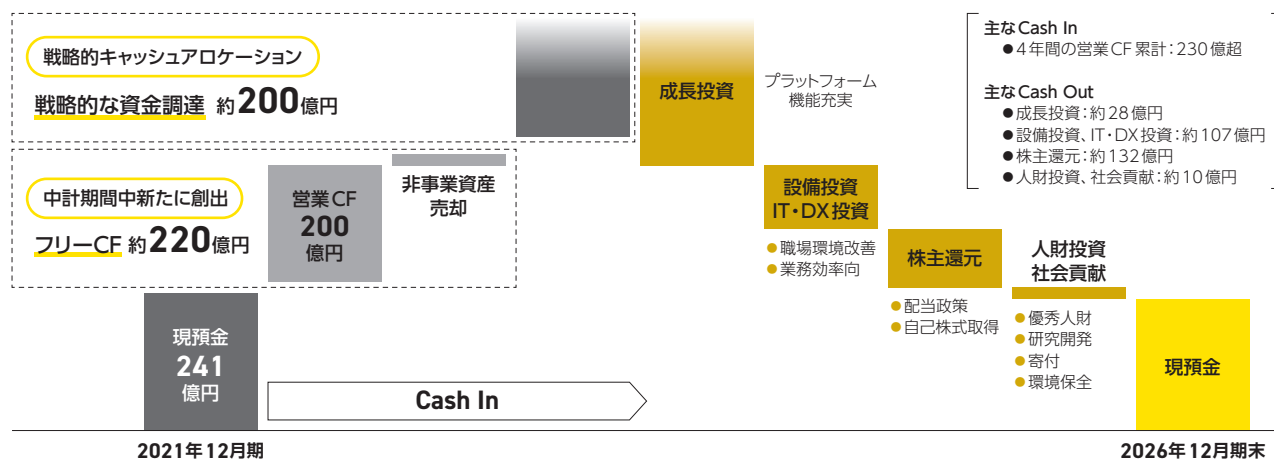 戦略的キャッシュアロケーション
戦略的な資金調達 約200億円
中計期間中新たに創出
フリーCF 約220億円
現預金
241
億円
営業CF
200
億円
非事業資産
売却
成長投資
プラットフォーム
機能充実
設備投資
IT・DX投資
●職場環境改善
●業務効率向
株主還元
●配当政策
●自己株式取得
人財投資
社会貢献
●優秀人財
●研究開発
●寄付
●環境保全
現預金
主なCash In
●4年間の営業CF累計：230億超
主なCash Out
●成長投資：約28億円
●設備投資、IT・DX投資：約107億円
●株主還元：約132億円
●人財投資、社会貢献：約10億円
Cash In
2021年12月期
2026年12月期末